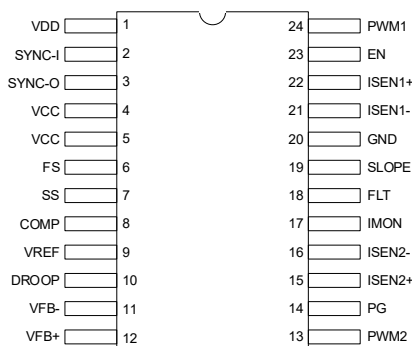 VDD 1 24 PWM1
SYNC-I 2 23 EN
SYNC-O 3 22 ISEN1+
VCC 4 21 ISEN1-
VCC 5 20 GND
FS 6 19 SLOPE
SS 7 18 FLT
COMP 8 17 IMON
VREF 9 16 ISEN2-
DROOP 10 15 ISEN2+
VFB- 11 14 PG
VFB+ 12 13 PWM2